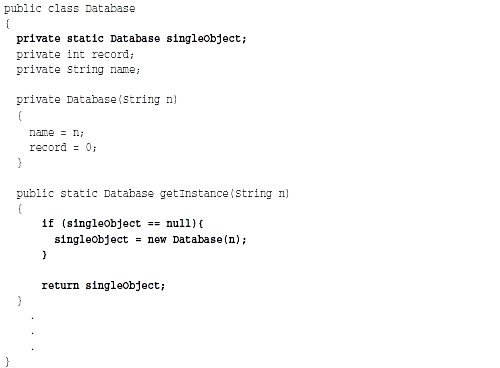 public class Database
{
private static Database singleObject;
private int record;
private String name;
private Database(String n)
{
name = n;
record = 0;
}
public static Database getInstance(String n)
{
if (singleObject == null){
singleObject = new Database(n);
}
return singleObject;
}
.
.
.
}